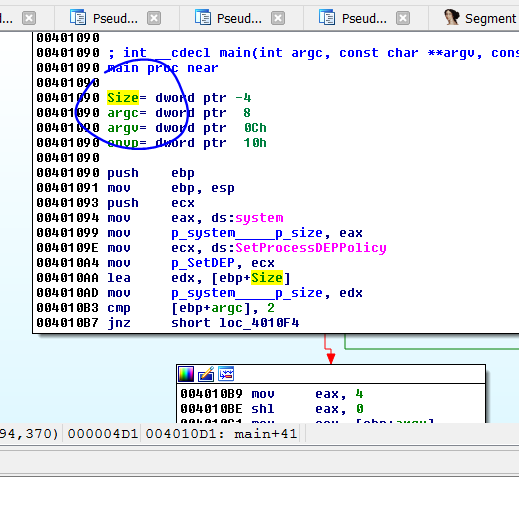 ... Pseud... Pseud... Pseud... Segment
00401090
00401090 ; int __cdecl main(int argc, const char **argv, cons
00401090 main proc near
00401090
00401090 Size= dword ptr -4
00401090 argc= dword ptr  8
00401090 argv= dword ptr  0Ch
00401090 envp= dword ptr  10h
00401090
00401090 push    ebp
00401091 mov     ebp, esp
00401093 push    ecx
00401094 mov     eax, ds:system
00401099 mov     p_system_____p_size, eax
0040109E mov     ecx, ds:SetProcessDEPPolicy
004010A4 mov     p_SetDEP, ecx
004010AA lea     edx, [ebp+Size]
004010AD mov     p_system_____p_size, edx
004010B3 cmp     [ebp+argc], 2
004010B7 jnz     short loc_4010F4
004010B9 mov     eax, 4
004010BE shl     eax, 0
94,370) 000004D1 004010D1: main+41